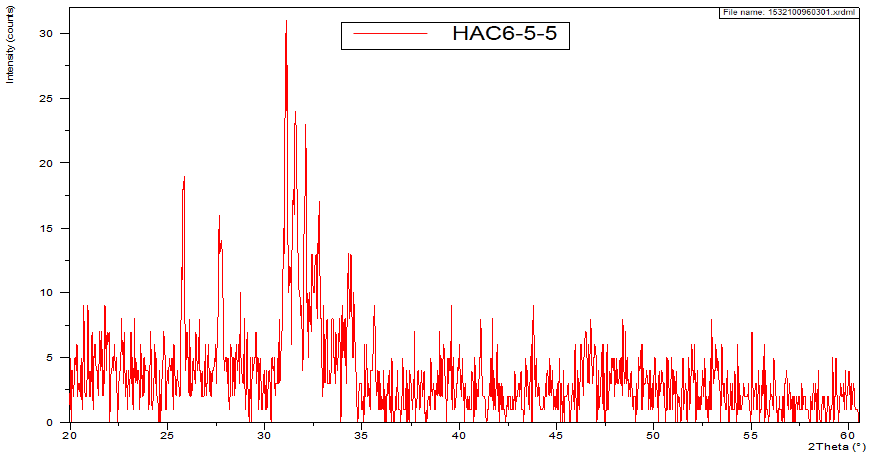 File name: 1532100960301.xrdml
Intensity (counts)
HAC6-5-5
30
25
20
15
10
5
0
20 25 30 35 40 45 50 55 60
2Theta (°)